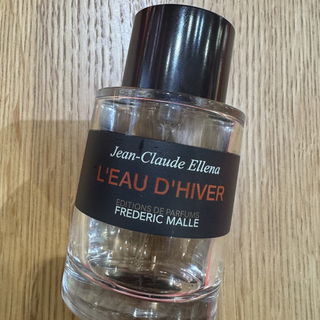 Jean-Claude Ellena
L'EAU D'HIVER
EDITIONS DE PARFUMS
FREDERIC MALLE